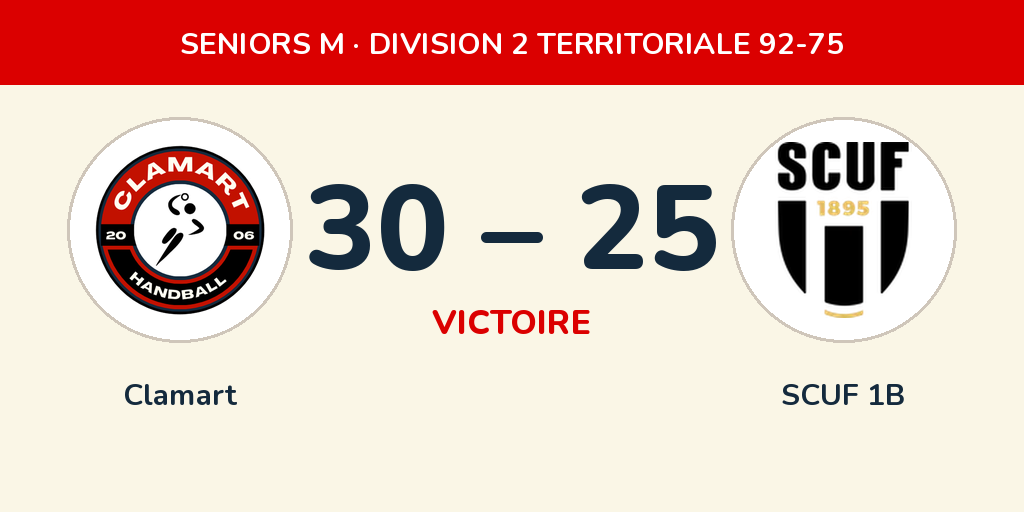 SENIORS M · DIVISION 2 TERRITORIALE 92-75
CLAMART
20 06
HANDBALL
30 – 25
SCUF
1895
VICTOIRE
Clamart
SCUF 1B